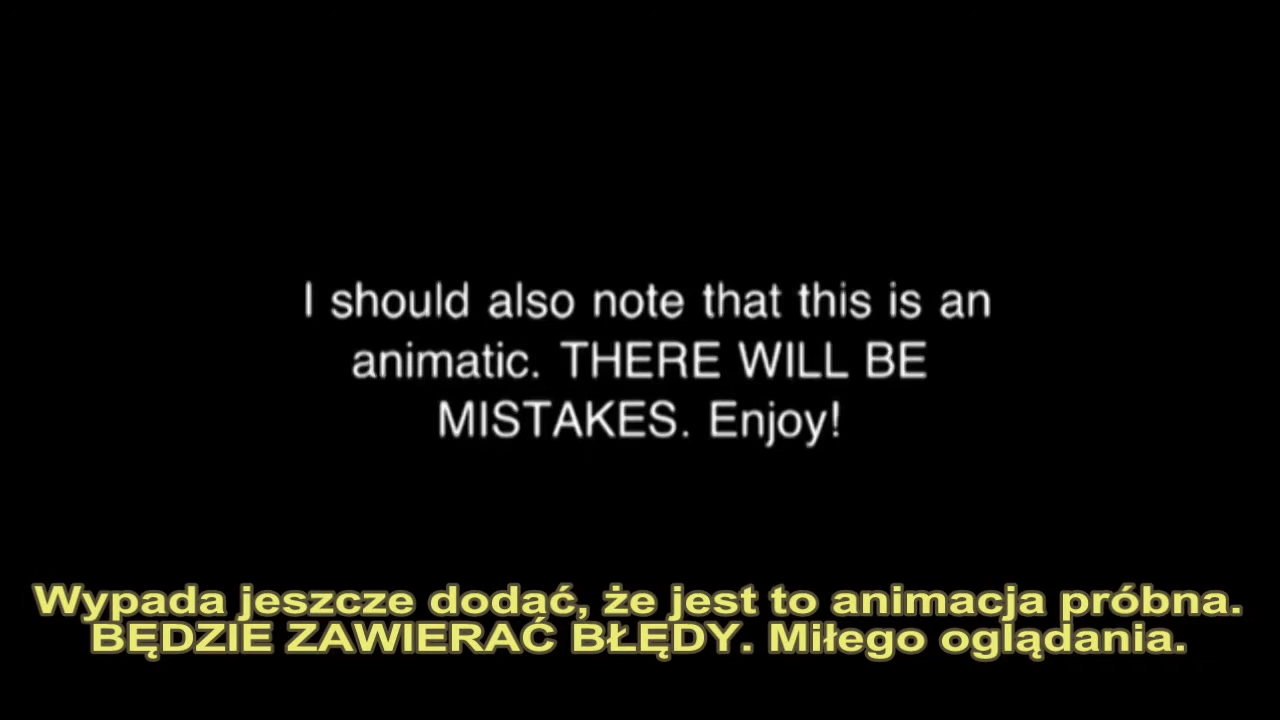 I should also note that this is an
animatic. THERE WILL BE
MISTAKES. Enjoy!
Wypada jeszcze dodać, że jest to animacja próbna.
BĘDZIE ZAWIERAĆ BŁĘDY. Miłego oglądania.